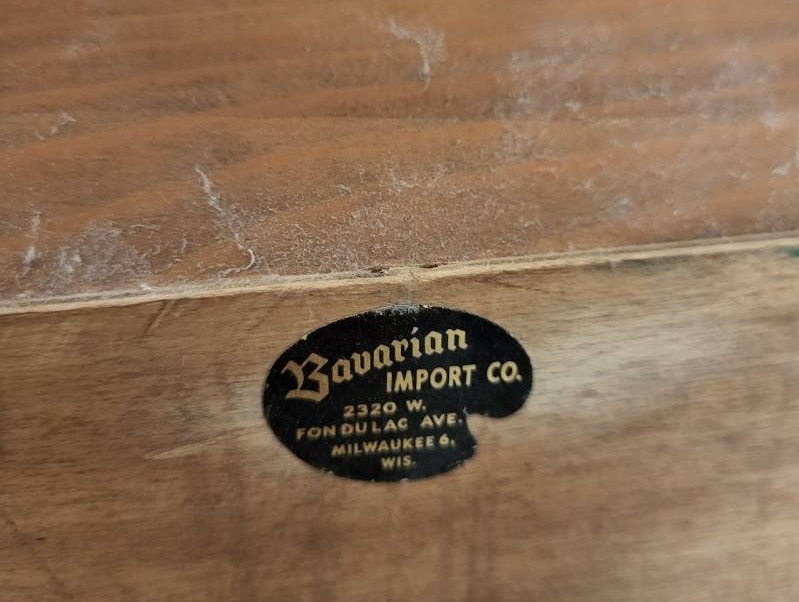 Bavarian
IMPORT CO.
2320 W.
FON DU LAC AVE.
MILWAUKEE 6,
WIS.